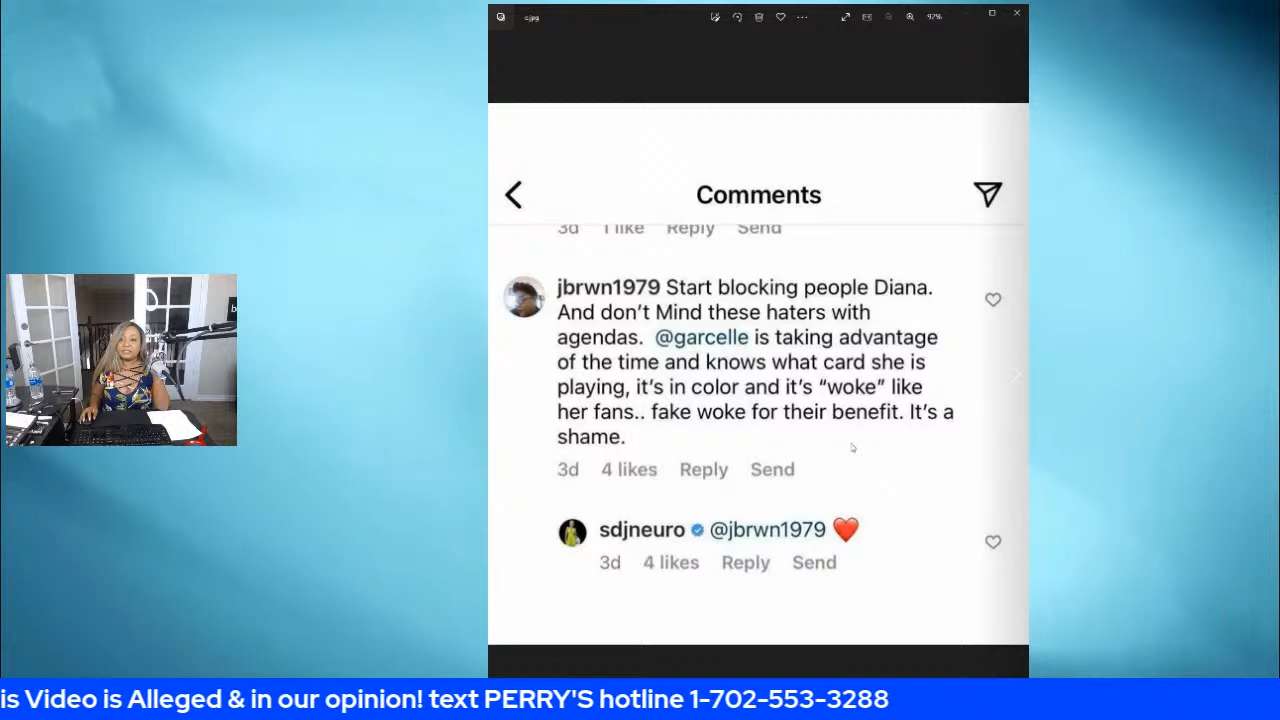 c.jpg
92%
Comments
3d 1 like Reply Send
jbrwn1979 Start blocking people Diana.
And don’t Mind these haters with
agendas. @garcelle is taking advantage
of the time and knows what card she is
playing, it’s in color and it’s “woke” like
her fans.. fake woke for their benefit. It’s a
shame.
3d 4 likes Reply Send
sdjneuro @jbrwn1979 ❤️
3d 4 likes Reply Send
is Video is Alleged & in our opinion! text PERRY'S hotline 1-702-553-3288